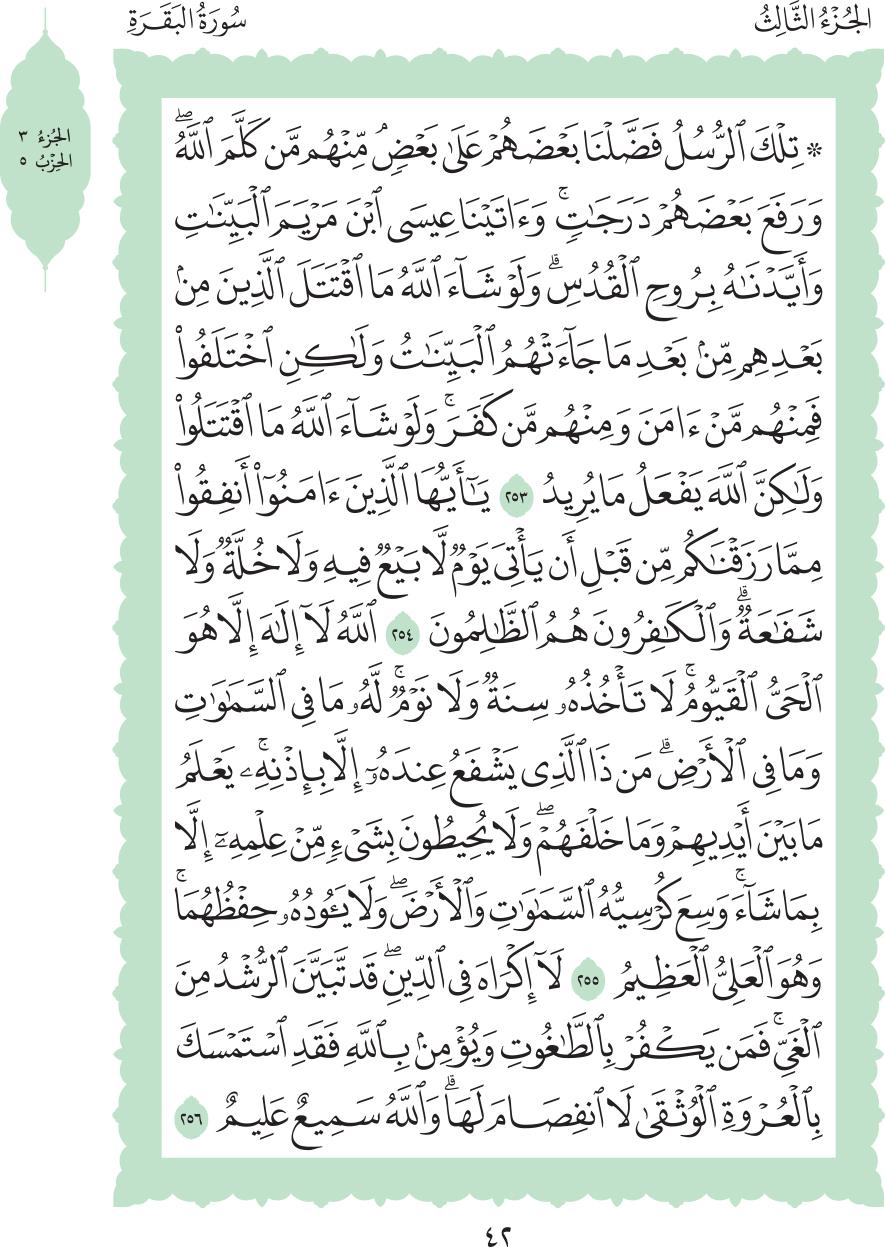 الجُزْءُ الثَّالِثُ
سُورَةُ البَقَرَةِ
الجُزءُ ٣
الحِزْبُ ٥
۞ تِلْكَ ٱلرُّسُلُ فَضَّلْنَا بَعْضَهُمْ عَلَىٰ بَعْضٍۘ مِّنْهُم مَّن كَلَّمَ ٱللَّهُۖ
وَرَفَعَ بَعْضَهُمْ دَرَجَـٰتٍۚ وَءَاتَيْنَا عِيسَى ٱبْنَ مَرْيَمَ ٱلْبَيِّنَـٰتِ
وَأَيَّدْنَـٰهُ بِرُوحِ ٱلْقُدُسِۗ وَلَوْ شَآءَ ٱللَّهُ مَا ٱقْتَتَلَ ٱلَّذِينَ مِنۢ
بَعْدِهِم مِّنۢ بَعْدِ مَا جَآءَتْهُمُ ٱلْبَيِّنَـٰتُ وَلَـٰكِنِ ٱخْتَلَفُوا۟
فَمِنْهُم مَّنْ ءَامَنَ وَمِنْهُم مَّن كَفَرَۚ وَلَوْ شَآءَ ٱللَّهُ مَا ٱقْتَتَلُوا۟
وَلَـٰكِنَّ ٱللَّهَ يَفْعَلُ مَا يُرِيدُ ٢٥٣ يَـٰٓأَيُّهَا ٱلَّذِينَ ءَامَنُوٓا۟ أَنفِقُوا۟
مِمَّا رَزَقْنَـٰكُم مِّن قَبْلِ أَن يَأْتِىَ يَوْمٌ لَّا بَيْعٌ فِيهِ وَلَا خُلَّةٌ وَلَا
شَفَـٰعَةٌۗ وَٱلْكَـٰفِرُونَ هُمُ ٱلظَّـٰلِمُونَ ٢٥٤ ٱللَّهُ لَآ إِلَـٰهَ إِلَّا هُوَ
ٱلْحَىُّ ٱلْقَيُّومُۚ لَا تَأْخُذُهُۥ سِنَةٌ وَلَا نَوْمٌۚ لَّهُۥ مَا فِى ٱلسَّمَـٰوَٰتِ
وَمَا فِى ٱلْأَرْضِۗ مَن ذَا ٱلَّذِى يَشْفَعُ عِندَهُۥٓ إِلَّا بِإِذْنِهِۦۚ يَعْلَمُ
مَا بَيْنَ أَيْدِيهِمْ وَمَا خَلْفَهُمْۖ وَلَا يُحِيطُونَ بِشَىْءٍ مِّنْ عِلْمِهِۦٓ إِلَّا
بِمَا شَآءَۚ وَسِعَ كُرْسِيُّهُ ٱلسَّمَـٰوَٰتِ وَٱلْأَرْضَۖ وَلَا يَـُٔودُهُۥ حِفْظُهُمَاۚ
وَهُوَ ٱلْعَلِىُّ ٱلْعَظِيمُ ٢٥٥ لَآ إِكْرَاهَ فِى ٱلدِّينِۖ قَد تَّبَيَّنَ ٱلرُّشْدُ مِنَ
ٱلْغَىِّۚ فَمَن يَكْفُرْ بِٱلطَّـٰغُوتِ وَيُؤْمِنۢ بِٱللَّهِ فَقَدِ ٱسْتَمْسَكَ
بِٱلْعُرْوَةِ ٱلْوُثْقَىٰ لَا ٱنفِصَامَ لَهَاۗ وَٱللَّهُ سَمِيعٌ عَلِيمٌ ٢٥٦
٤٢